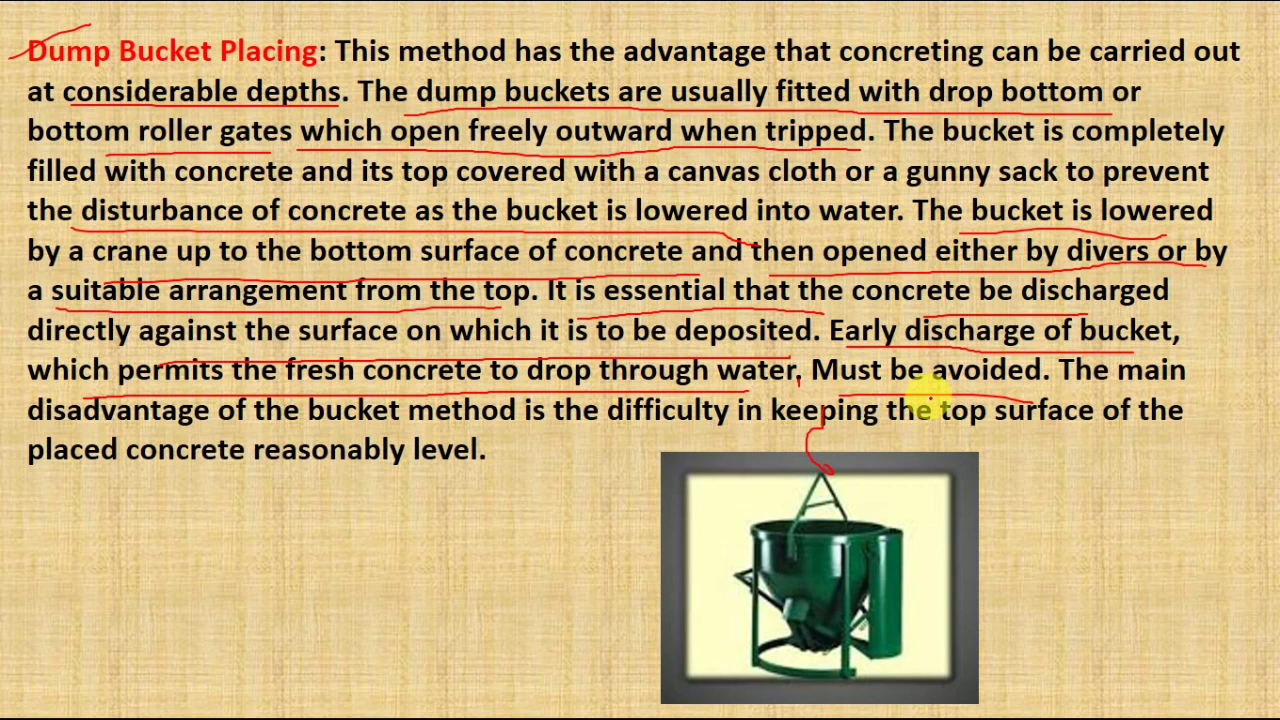 Dump Bucket Placing: This method has the advantage that concreting can be carried out
at considerable depths. The dump buckets are usually fitted with drop bottom or
bottom roller gates which open freely outward when tripped. The bucket is completely
filled with concrete and its top covered with a canvas cloth or a gunny sack to prevent
the disturbance of concrete as the bucket is lowered into water. The bucket is lowered
by a crane up to the bottom surface of concrete and then opened either by divers or by
a suitable arrangement from the top. It is essential that the concrete be discharged
directly against the surface on which it is to be deposited. Early discharge of bucket,
which permits the fresh concrete to drop through water. Must be avoided. The main
disadvantage of the bucket method is the difficulty in keeping the top surface of the
placed concrete reasonably level.